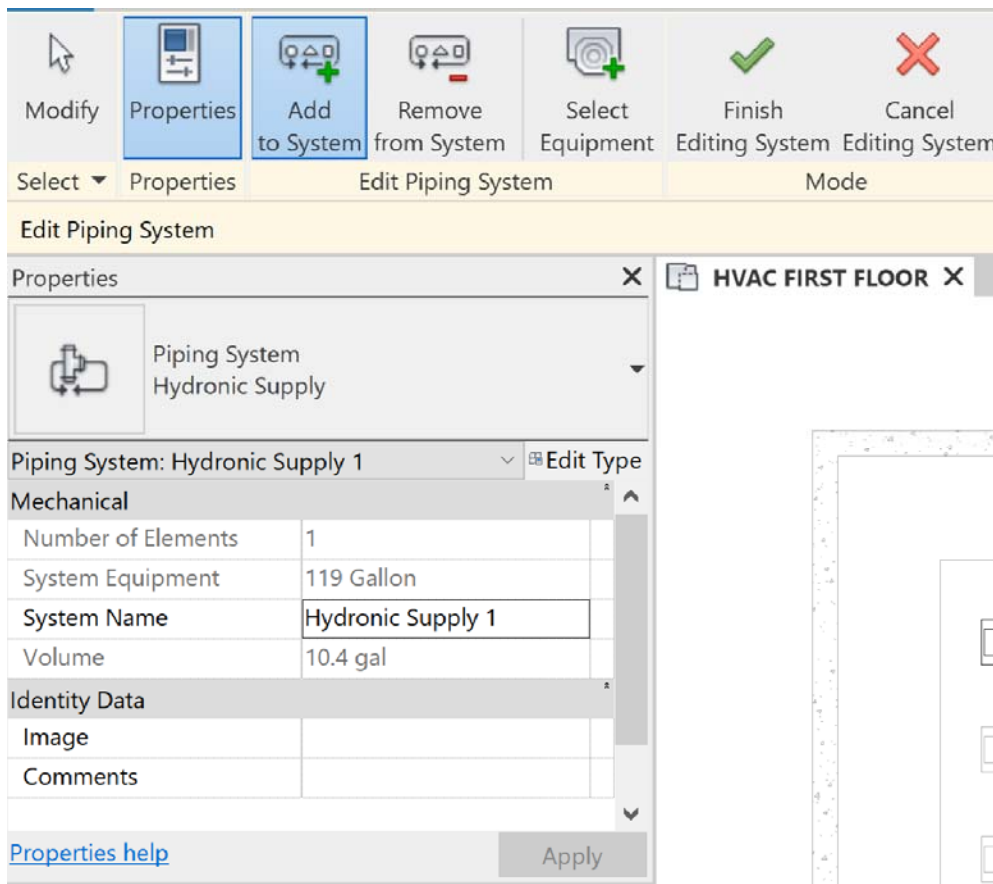 Modify
Properties
Add
to System
Remove
from System
Select
Equipment
Finish
Editing System
Cancel
Editing System
Select
Properties
Edit Piping System
Mode
Edit Piping System
Properties
HVAC FIRST FLOOR
Piping System
Hydronic Supply
Piping System: Hydronic Supply 1
Edit Type
Mechanical
Number of Elements 1
System Equipment 119 Gallon
System Name Hydronic Supply 1
Volume 10.4 gal
Identity Data
Image
Comments
Properties help
Apply